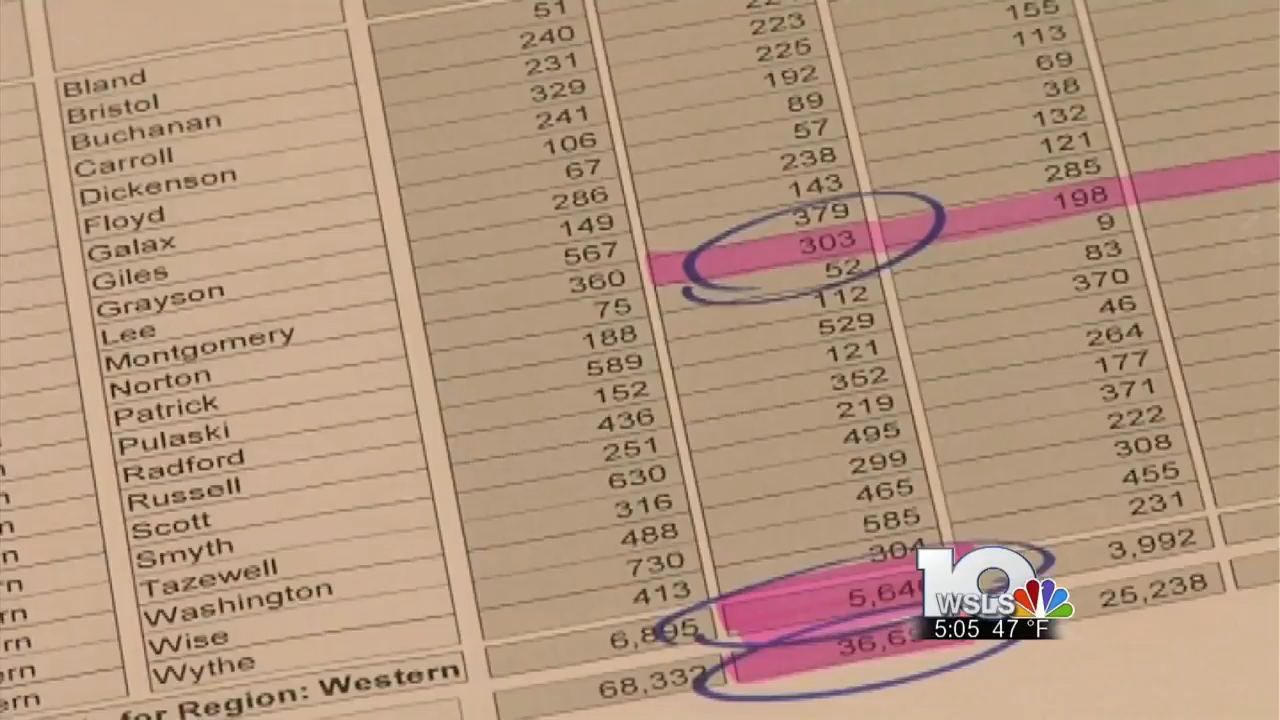 Bland 51
Bristol 240
Buchanan 231 223
Carroll 329 225 155
Dickenson 241 192 113
Floyd 106 89 69
Galax 67 57 38
Giles 286 238 132
Grayson 149 143 121
Lee 567 379 285
Montgomery 360 303 198
Norton 75 52 9
Patrick 188 112 83
Pulaski 589 529 370
Radford 152 121 46
Russell 436 352 264
Scott 251 219 177
Smyth 630 495 371
Tazewell 316 299 222
Washington 488 465 308
Wise 730 585 455
Wythe 413 304 231
for Region: Western 6,895 3,992
68,332 25,238
10
WSLS
5:05 47 °F